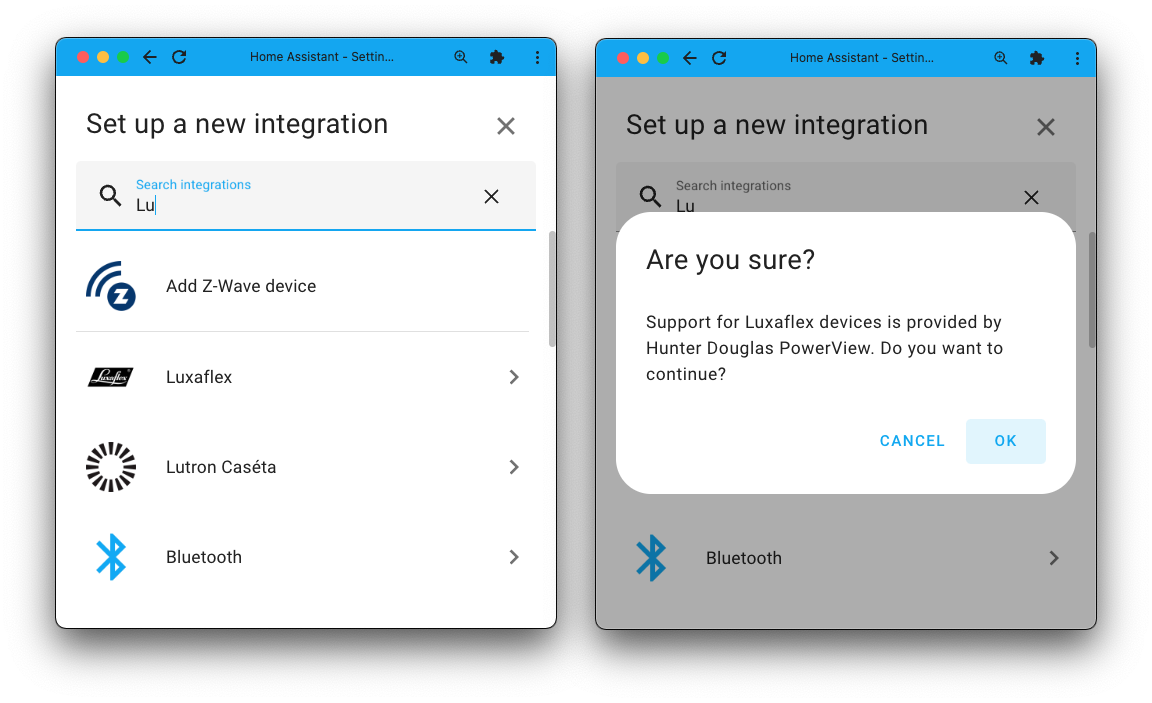 Home Assistant - Settin...
Set up a new integration
Search integrations
Lu
Add Z-Wave device
Luxaflex
Luxaflex
Lutron Caséta
Bluetooth
Home Assistant - Settin...
Set up a new integration
Search integrations
Lu
Are you sure?
Support for Luxaflex devices is provided by
Hunter Douglas PowerView. Do you want to
continue?
CANCEL OK
Bluetooth